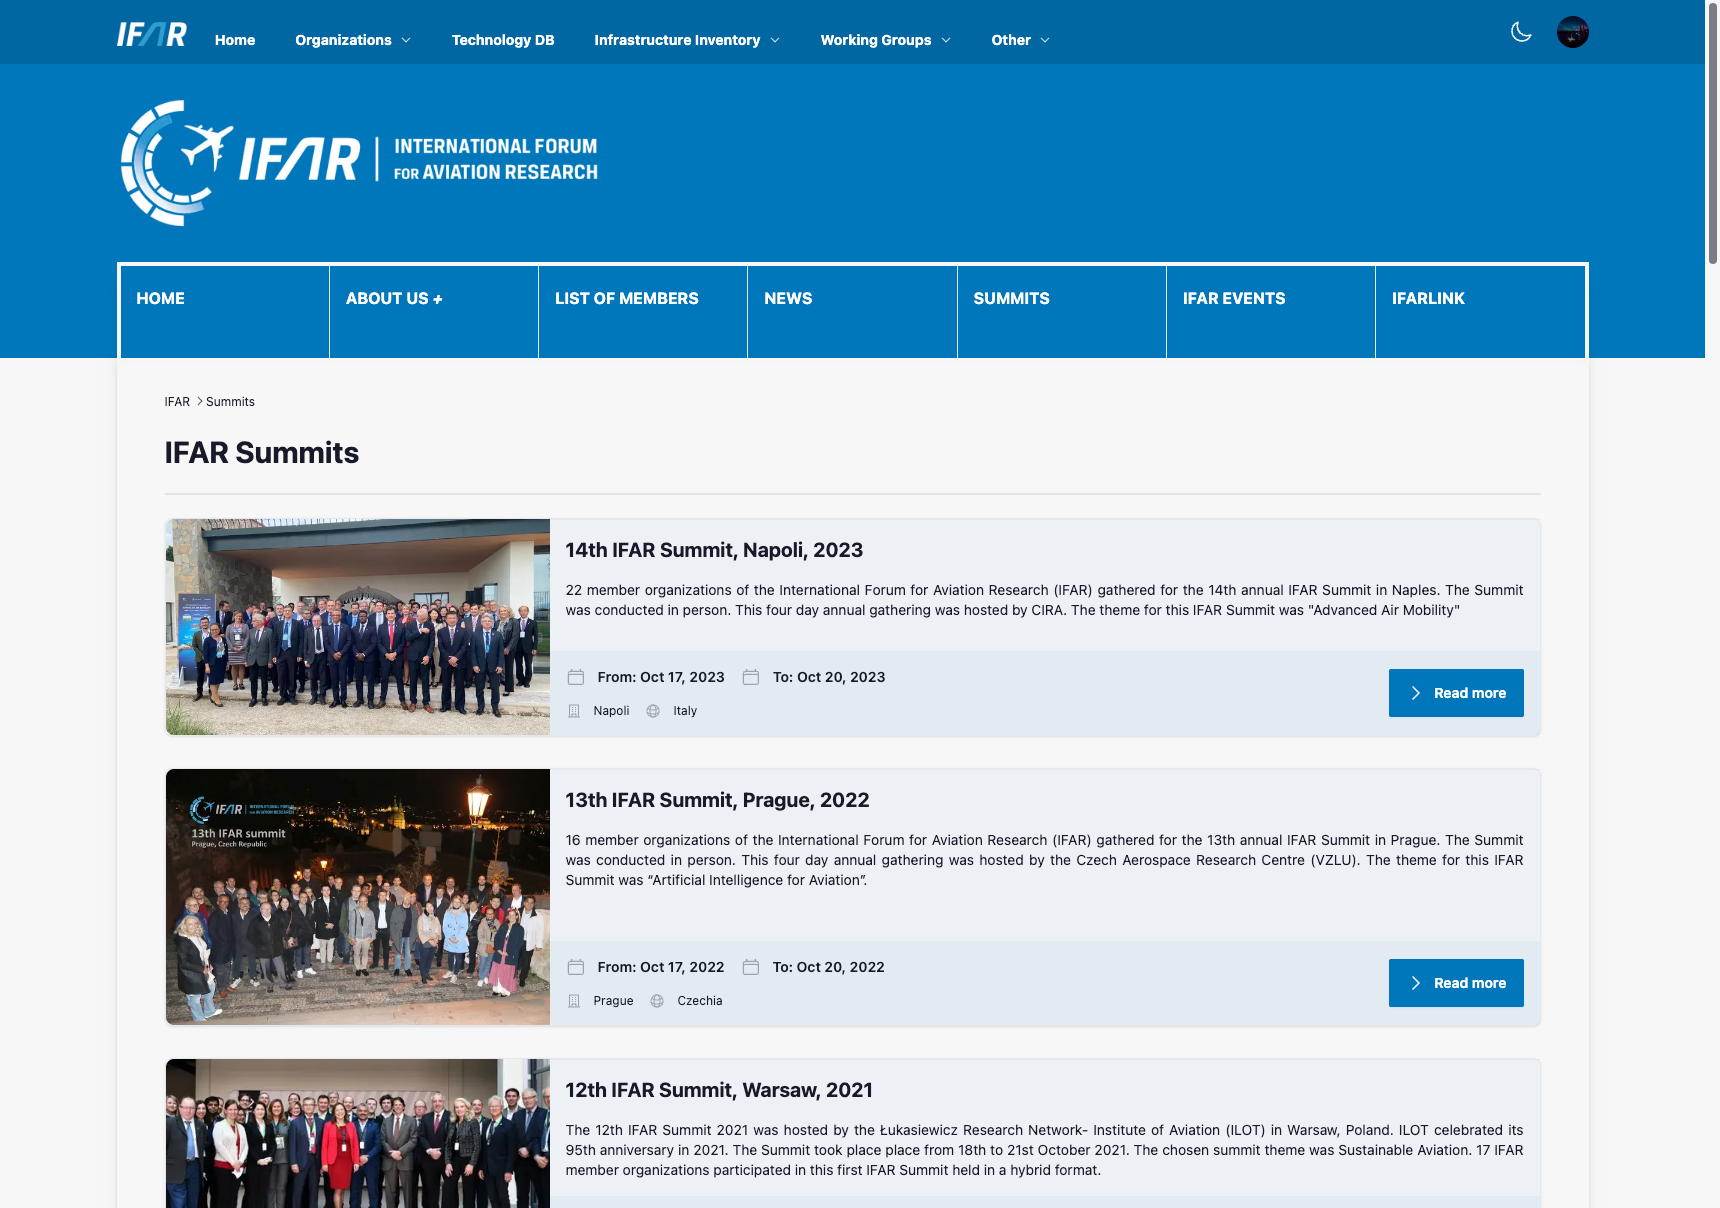 IFAR
Home
Organizations
Technology DB
Infrastructure Inventory
Working Groups
Other
IFAR
INTERNATIONAL FORUM
FOR AVIATION RESEARCH
HOME
ABOUT US +
LIST OF MEMBERS
NEWS
SUMMITS
IFAR EVENTS
IFARLINK
IFAR > Summits
IFAR Summits
14th IFAR Summit, Napoli, 2023
22 member organizations of the International Forum for Aviation Research (IFAR) gathered for the 14th annual IFAR Summit in Naples. The Summit
was conducted in person. This four day annual gathering was hosted by CIRA. The theme for this IFAR Summit was "Advanced Air Mobility"
From: Oct 17, 2023
To: Oct 20, 2023
Napoli
Italy
Read more
IFAR
INTERNATIONAL FORUM
FOR AVIATION RESEARCH
13th IFAR summit
Prague, Czech Republic
13th IFAR Summit, Prague, 2022
16 member organizations of the International Forum for Aviation Research (IFAR) gathered for the 13th annual IFAR Summit in Prague. The Summit
was conducted in person. This four day annual gathering was hosted by the Czech Aerospace Research Centre (VZLU). The theme for this IFAR
Summit was “Artificial Intelligence for Aviation”.
From: Oct 17, 2022
To: Oct 20, 2022
Prague
Czechia
Read more
12th IFAR Summit, Warsaw, 2021
The 12th IFAR Summit 2021 was hosted by the Łukasiewicz Research Network- Institute of Aviation (ILOT) in Warsaw, Poland. ILOT celebrated its
95th anniversary in 2021. The Summit took place place from 18th to 21st October 2021. The chosen summit theme was Sustainable Aviation. 17 IFAR
member organizations participated in this first IFAR Summit held in a hybrid format.